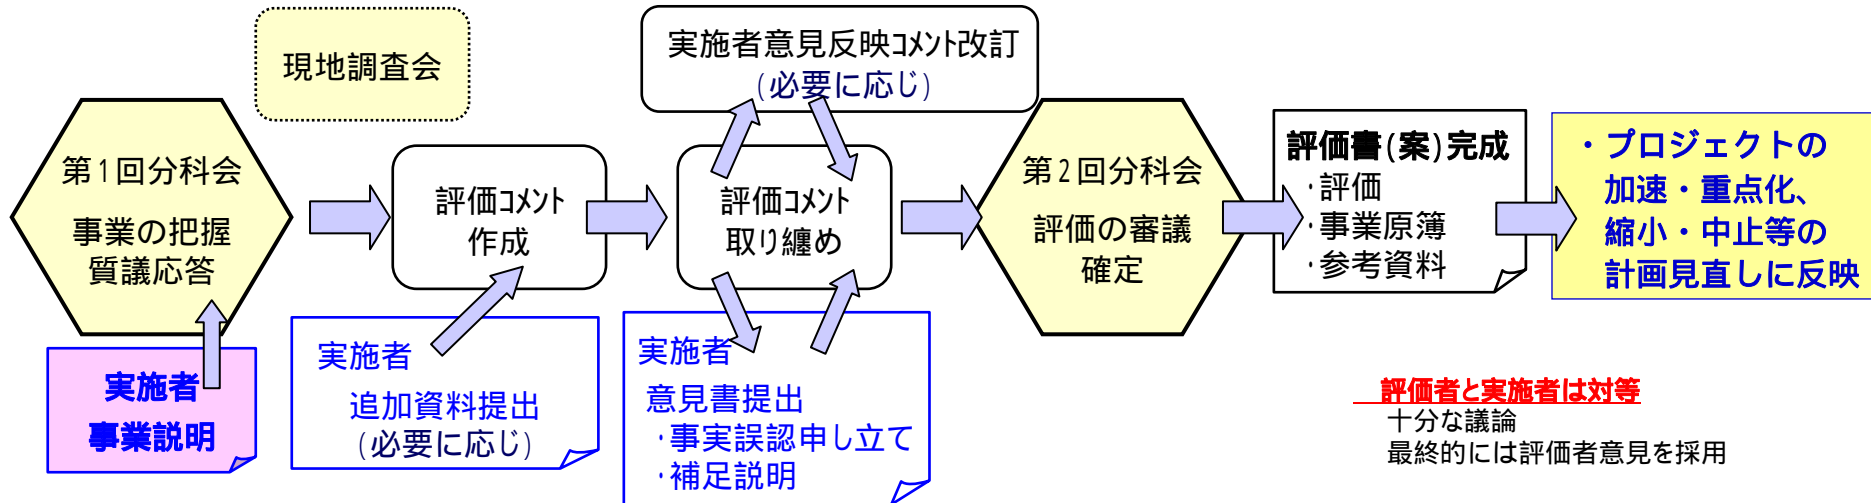 現地調査会
第1回分科会
事業の把握
質議応答
実施者
事業説明
評価コメント
作成
実施者
追加資料提出
(必要に応じ)
実施者意見反映コメント改訂
(必要に応じ)
評価コメント
取り纏め
実施者
意見書提出
・事実誤認申し立て
・補足説明
第2回分科会
評価の審議
確定
評価書(案)完成
・評価
・事業原簿
・参考資料
・プロジェクトの
加速・重点化、
縮小・中止等の
計画見直しに反映
評価者と実施者は対等
十分な議論
最終的には評価者意見を採用